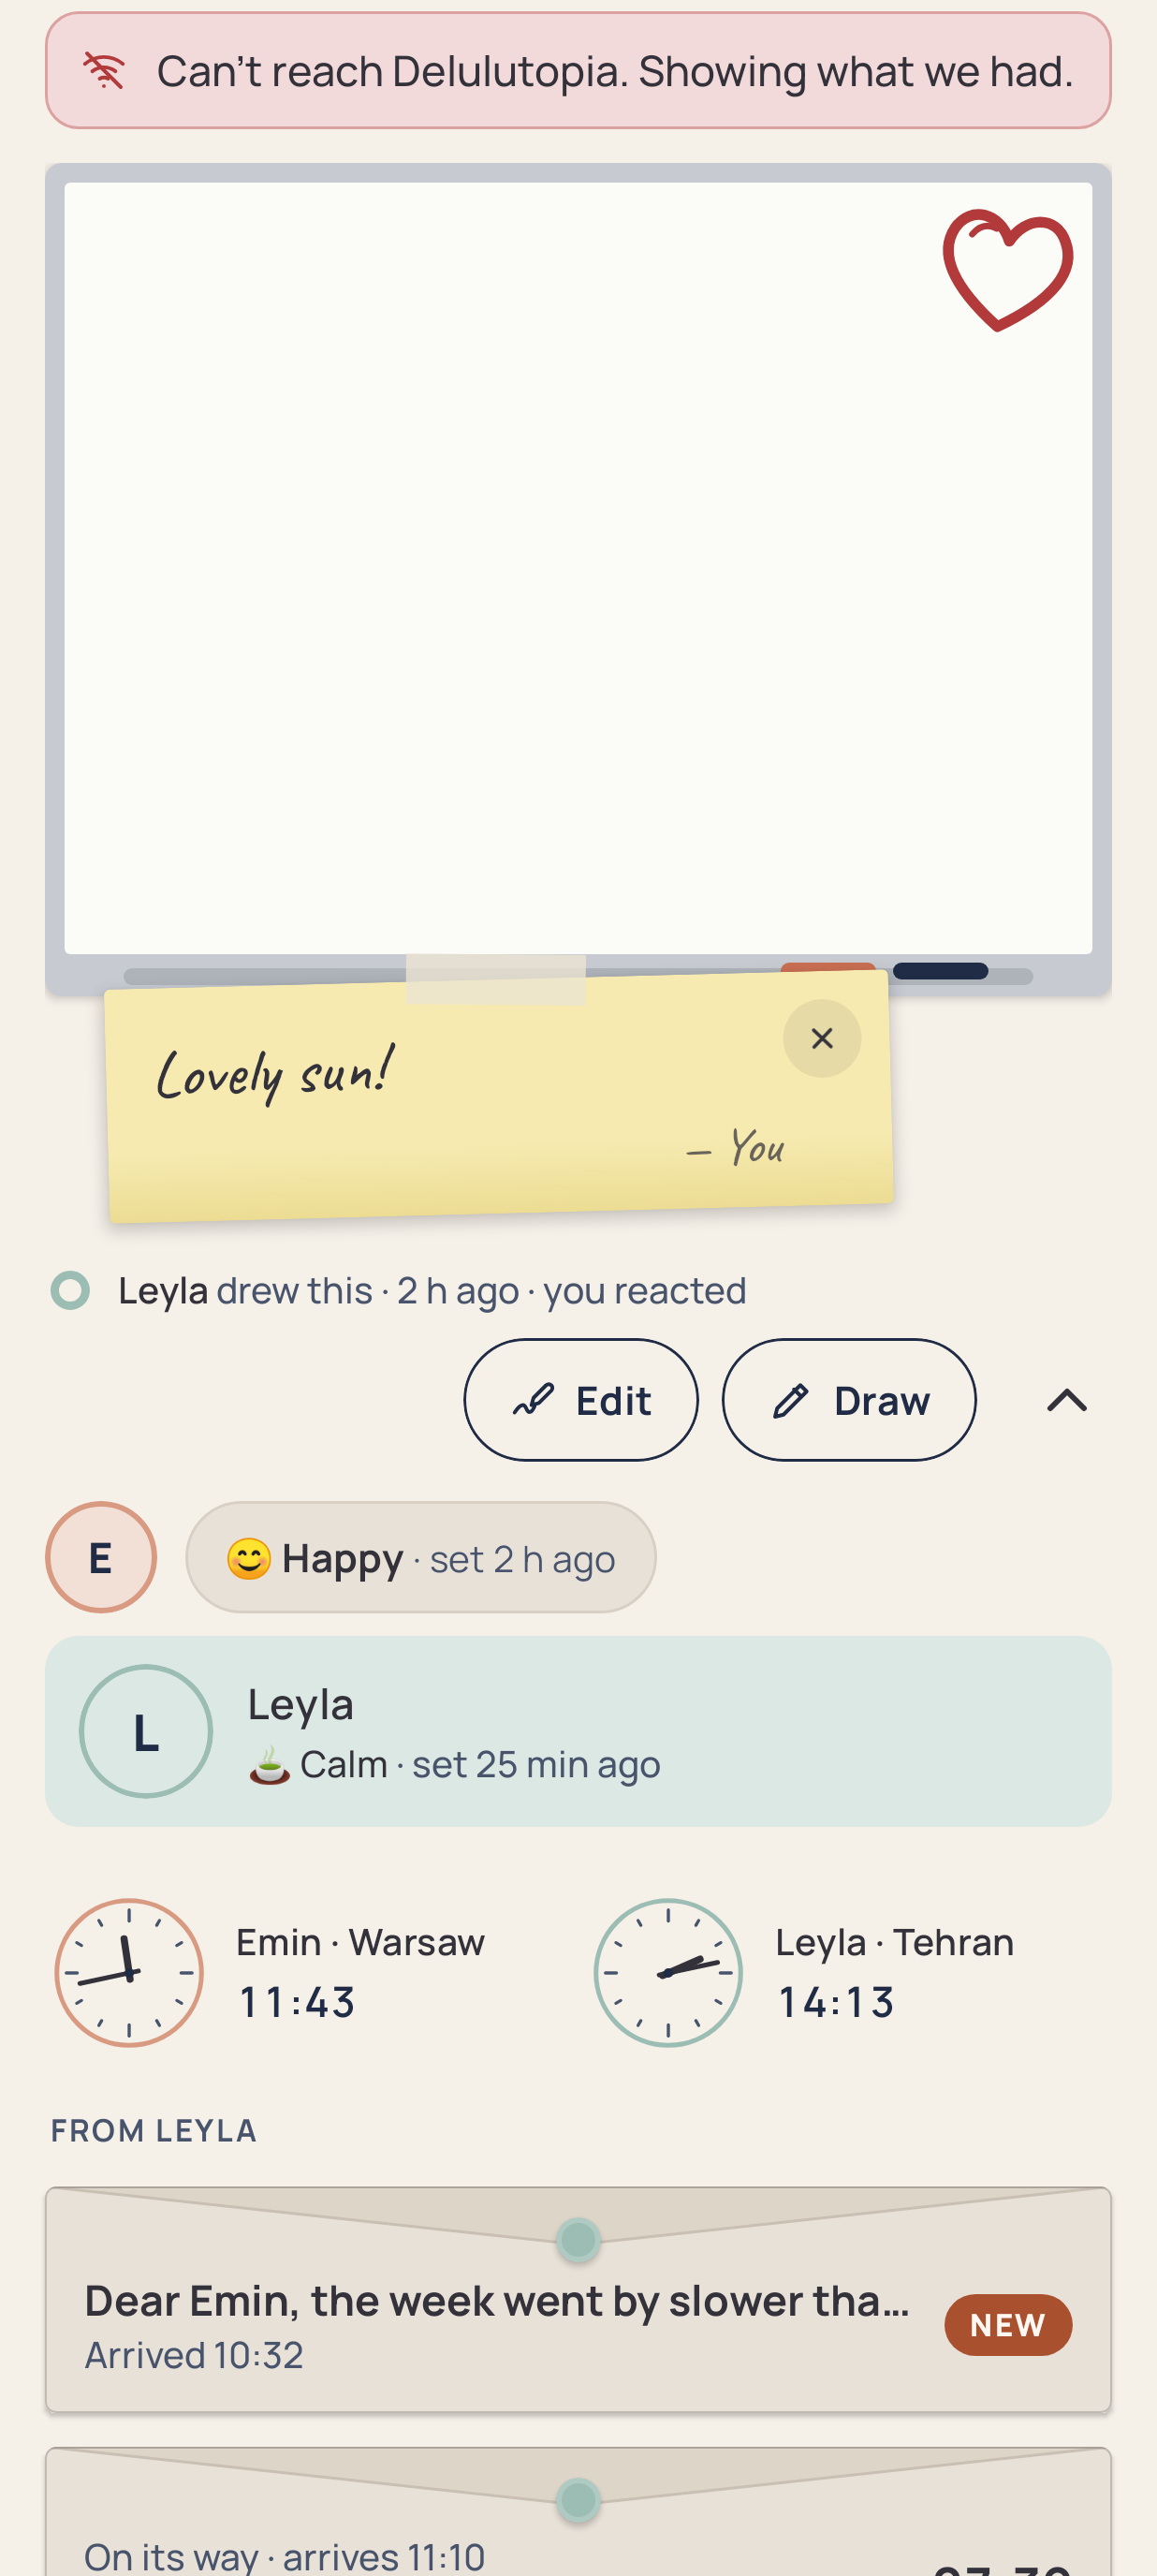 Can't reach Delulutopia. Showing what we had.
Lovely sun!
– You
Leyla drew this · 2 h ago · you reacted
Edit
Draw
E
😊 Happy · set 2 h ago
L
Leyla
🍵 Calm · set 25 min ago
Emin · Warsaw
11:43
Leyla · Tehran
14:13
FROM LEYLA
Dear Emin, the week went by slower tha...
NEW
Arrived 10:32
On its way · arrives 11:10